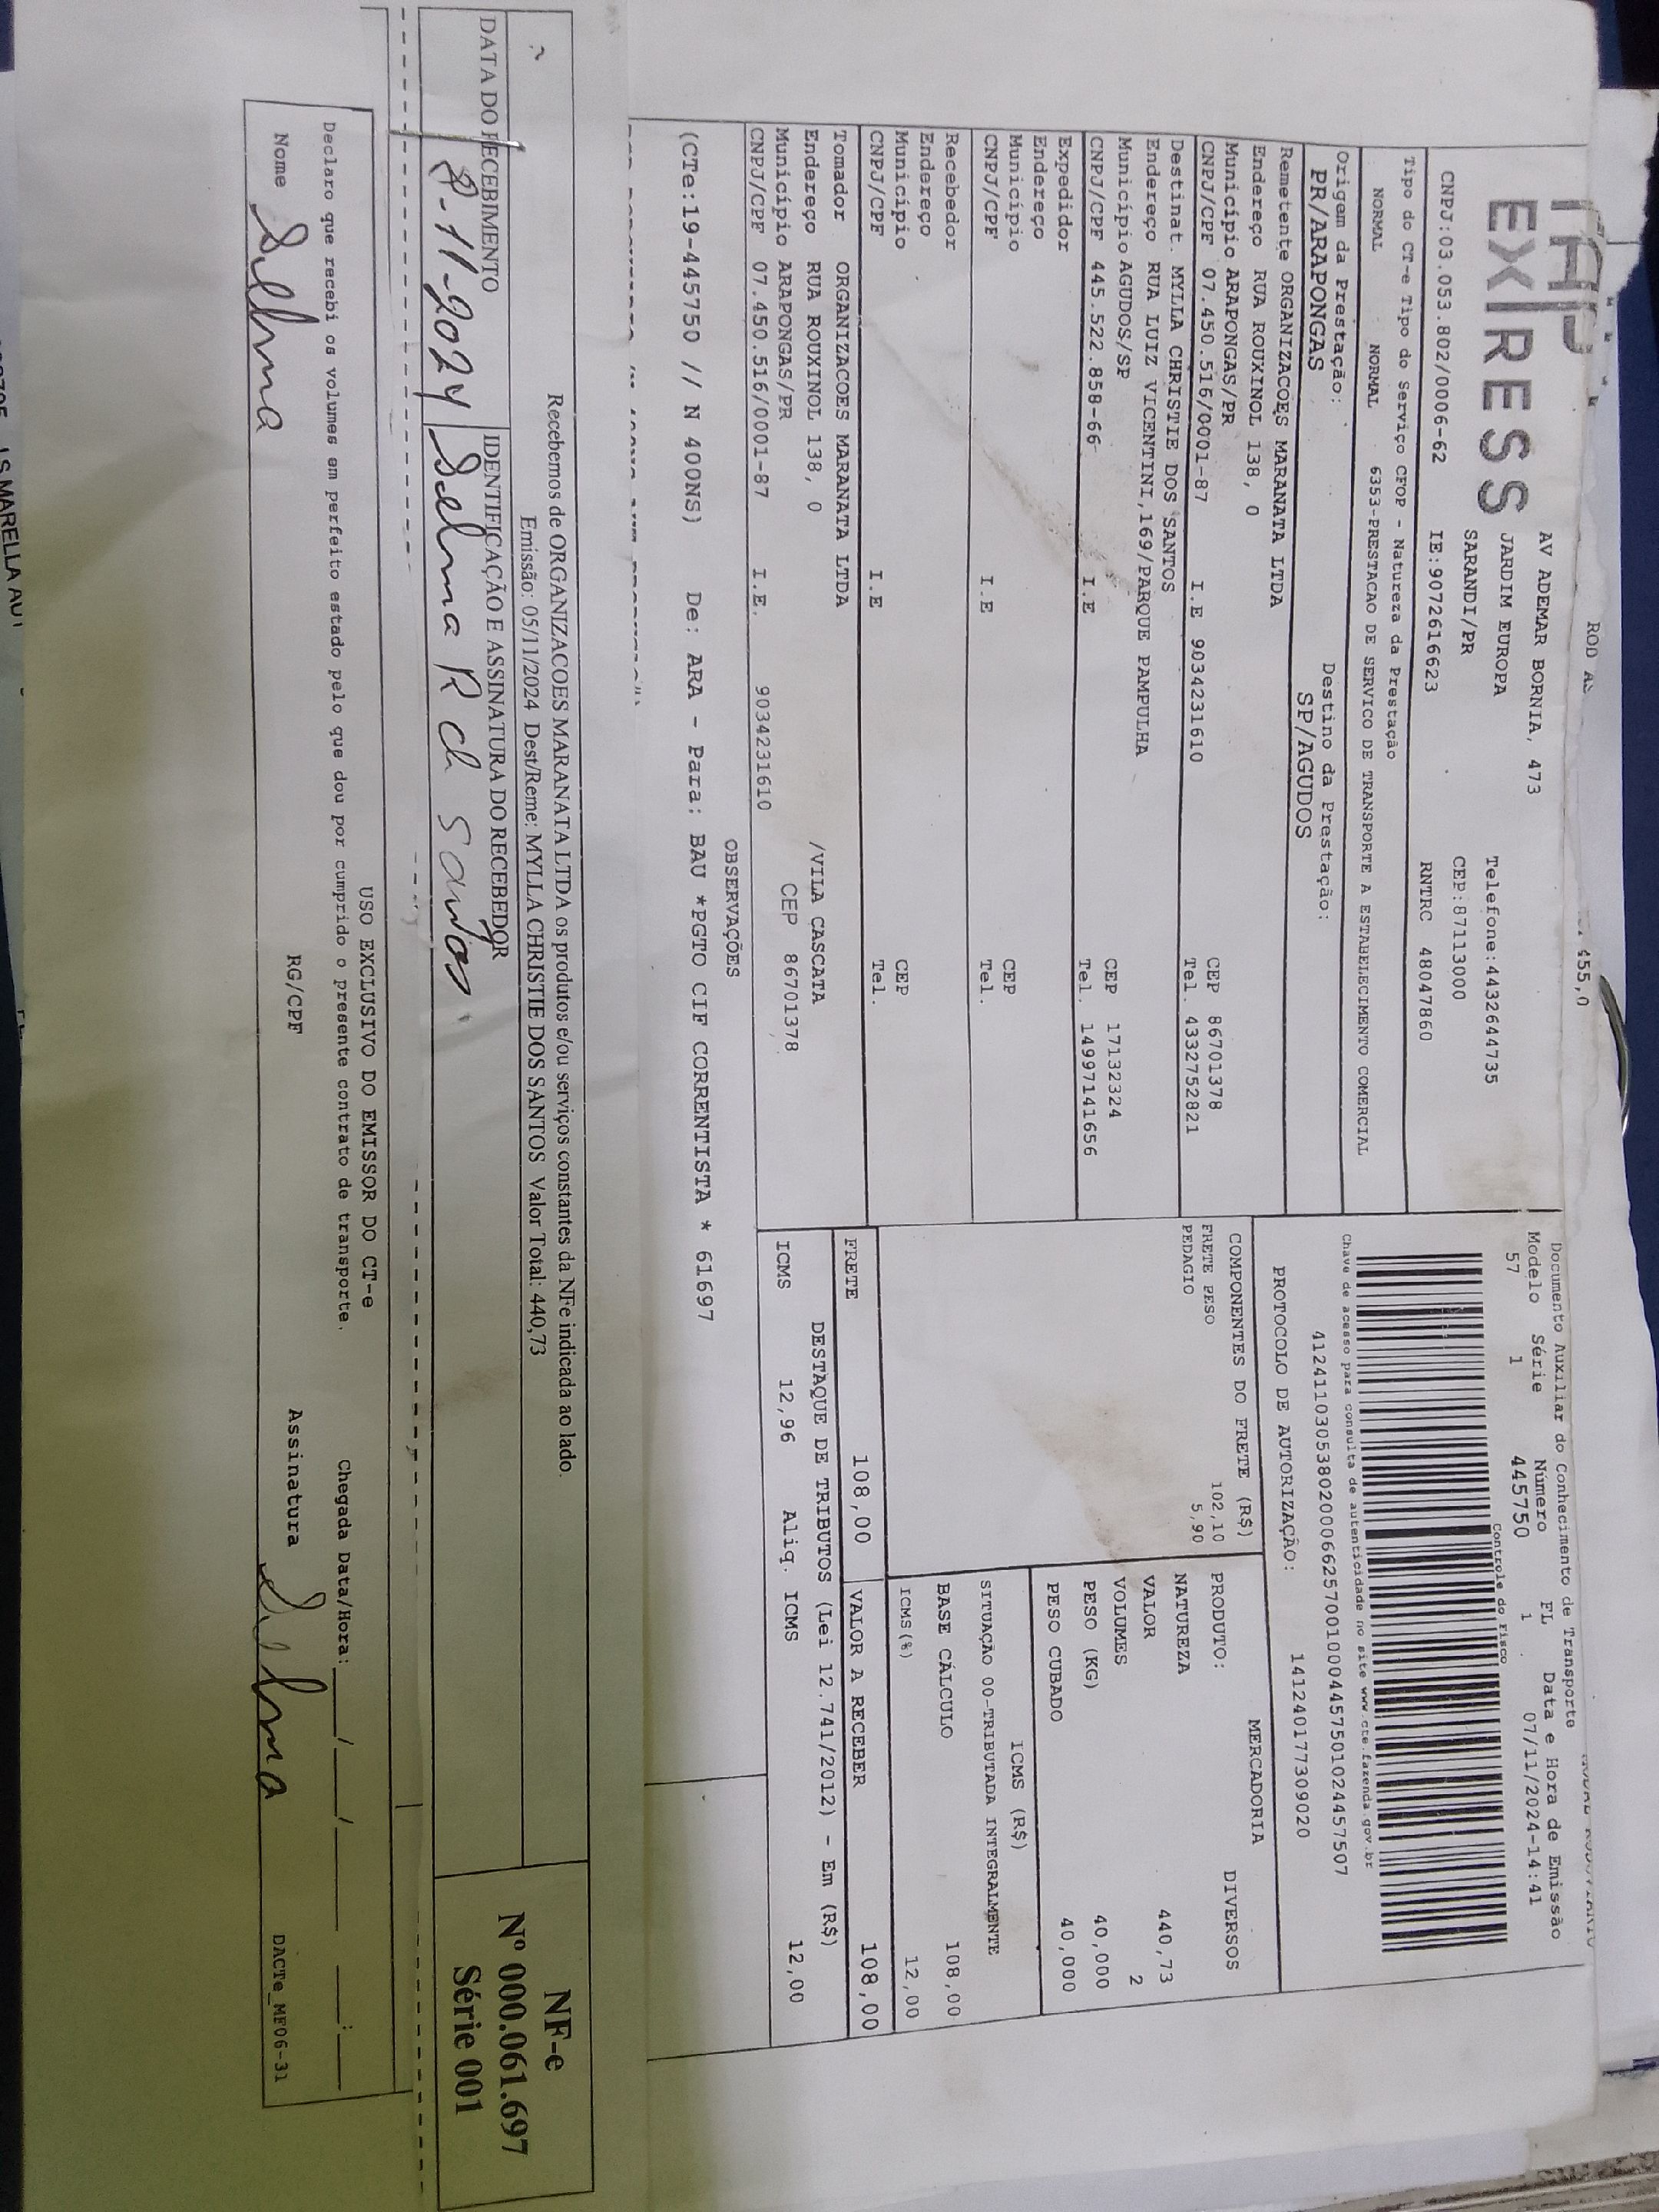 EXPRESS
AV ADEMAR BORNIA, 473
JARDIM EUROPA
Telefone:4432644735
SARANDI/PR
CEP:87113000
CNPJ:03.053.802/0006-62 IE:9072616623 RNTRC 48047860
Tipo do CT-e Tipo do Serviço CFOP - Natureza da Prestação
NORMAL NORMAL 6353-PRESTACAO DE SERVICO DE TRANSPORTE A ESTABELECIMENTO COMERCIAL
Origem da Prestação: Destino da Prestação:
PR/ARAPONGAS SP/AGUDOS
Remetente ORGANIZACOES MARANATA LTDA
Endereço RUA ROUXINOL 138, 0
Município ARAPONGAS/PR CEP 86701378
CNPJ/CPF 07.450.516/0001-87 I.E 9034231610 Tel. 4332752821
Destinat. MYLLA CHRISTIE DOS SANTOS
Endereço RUA LUIZ VICENTINI,169/PARQUE PAMPULHA
Município AGUDOS/SP CEP 17132324
CNPJ/CPF 445.522.858-66 I.E Tel. 14997141656
Expedidor
Endereço
Município CEP
CNPJ/CPF I.E Tel.
Recebedor
Endereço
Município CEP
CNPJ/CPF I.E Tel.
Tomador ORGANIZACOES MARANATA LTDA
Endereço RUA ROUXINOL 138, 0 /VILA CASCATA
Município ARAPONGAS/PR CEP 86701378
CNPJ/CPF 07.450.516/0001-87 I.E. 9034231610
Documento Auxiliar do Conhecimento de Transporte
Modelo Série Número FL Data e Hora de Emissão
57 1 445750 1 07/11/2024-14:41
Controle do Fisco
Chave de acesso para consulta de autenticidade no site www.cte.fazenda.gov.br
41241103053802000662570010004457501024457507
PROTOCOLO DE AUTORIZAÇÃO: 141240177309020
COMPONENTES DO FRETE (R$)
FRETE PESO 102,10
PEDAGIO 5,90
MERCADORIA
PRODUTO: DIVERSOS
NATUREZA
VALOR 440,73
VOLUMES 2
PESO (KG) 40,000
PESO CUBADO 40,000
ICMS (R$)
SITUAÇÃO 00-TRIBUTADA INTEGRALMENTE
BASE CÁLCULO 108,00
ICMS(%) 12,00
FRETE 108,00 VALOR A RECEBER 108,00
DESTAQUE DE TRIBUTOS (Lei 12.741/2012) - Em (R$)
ICMS 12,96 Aliq. ICMS 12,00
OBSERVAÇÕES
(CTe:19-445750 // N 400NS) De: ARA - Para: BAU *PGTO CIF CORRENTISTA * 61697
Recebemos de ORGANIZACOES MARANATA LTDA os produtos e/ou serviços constantes da NFe indicada ao lado.
Emissão: 05/11/2024 Dest/Reme: MYLLA CHRISTIE DOS SANTOS Valor Total: 440,73
DATA DO RECEBIMENTO IDENTIFICAÇÃO E ASSINATURA DO RECEBEDOR
8-11-2024 Selma R d Santos
NF-e
Nº 000.061.697
Série 001
USO EXCLUSIVO DO EMISSOR DO CT-e
Declaro que recebi os volumes em perfeito estado pelo que dou por cumprido o presente contrato de transporte. Chegada Data/Hora: ___/___/_____ ___:___
Nome Selma RG/CPF Assinatura Selma
DACTe_MF06-31